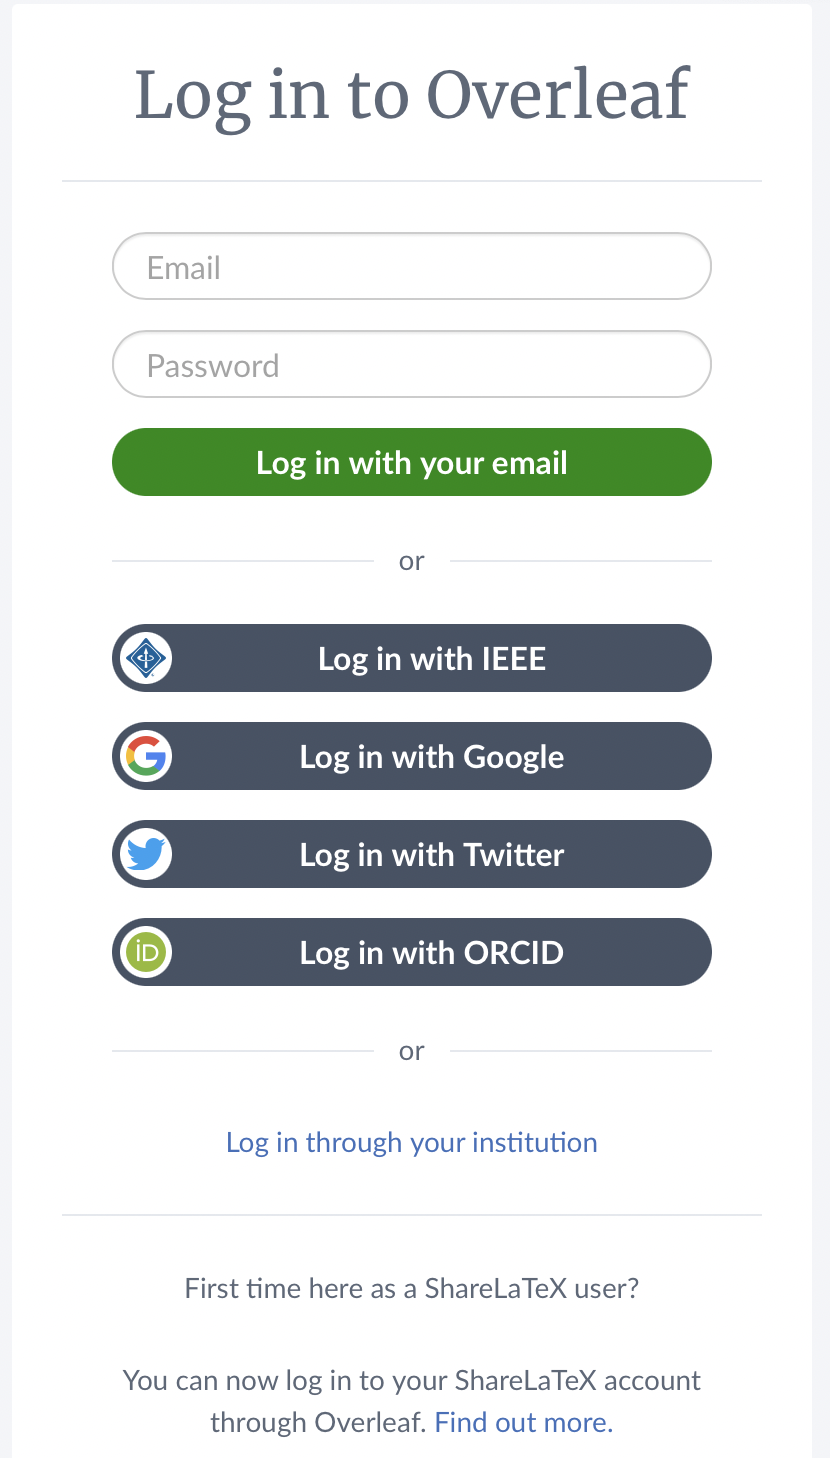 Log in to Overleaf
Email
Password
Log in with your email
or
Log in with IEEE
Log in with Google
Log in with Twitter
iD
Log in with ORCID
or
Log in through your institution
First time here as a ShareLaTeX user?
You can now log in to your ShareLaTeX account
through Overleaf. Find out more.